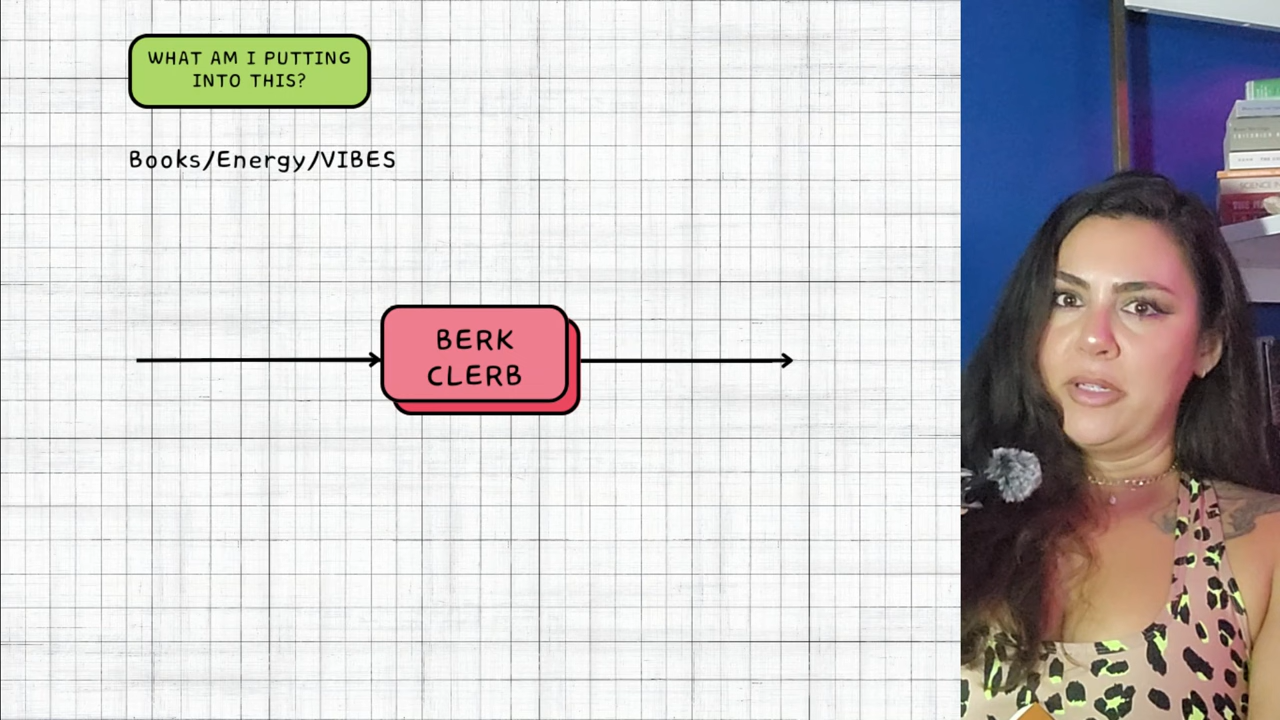 WHAT AM I PUTTING
INTO THIS?
Books/Energy/VIBES
BERK
CLERB